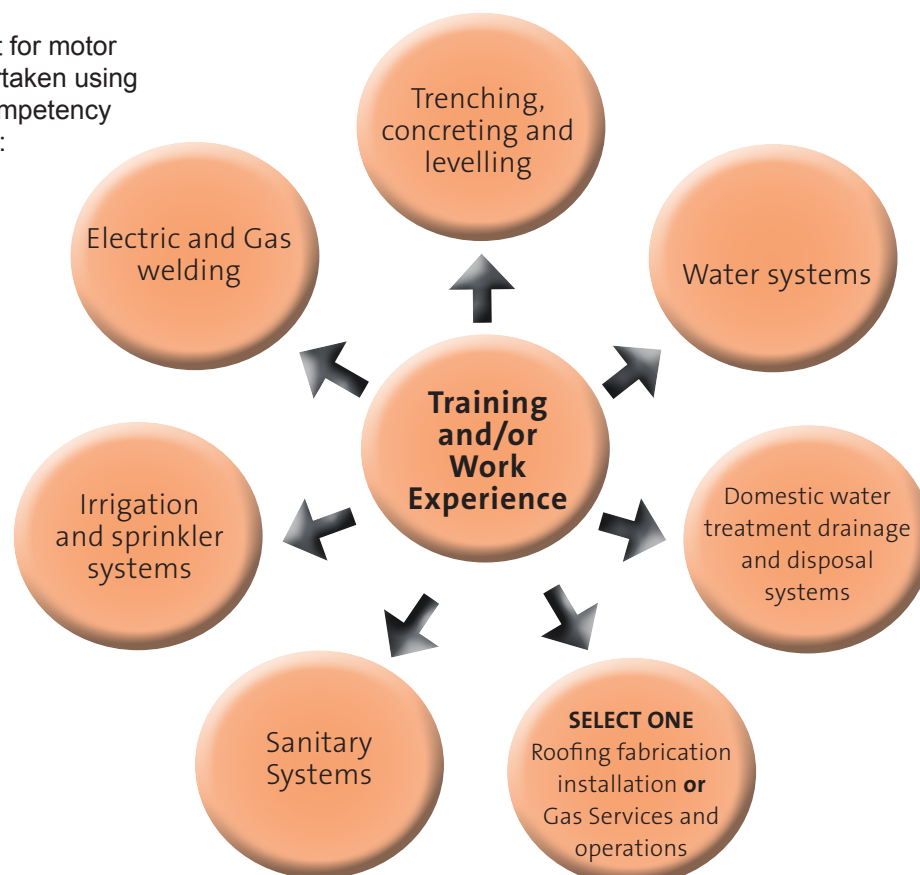 t for motor
rtaken using
mpetency
:
Trenching,
concreting and
levelling
Electric and Gas
welding
Water systems
Training
and/or
Work
Experience
Irrigation
and sprinkler
systems
Domestic water
treatment drainage
and disposal
systems
Sanitary
Systems
SELECT ONE
Roofing fabrication
installation or
Gas Services and
operations